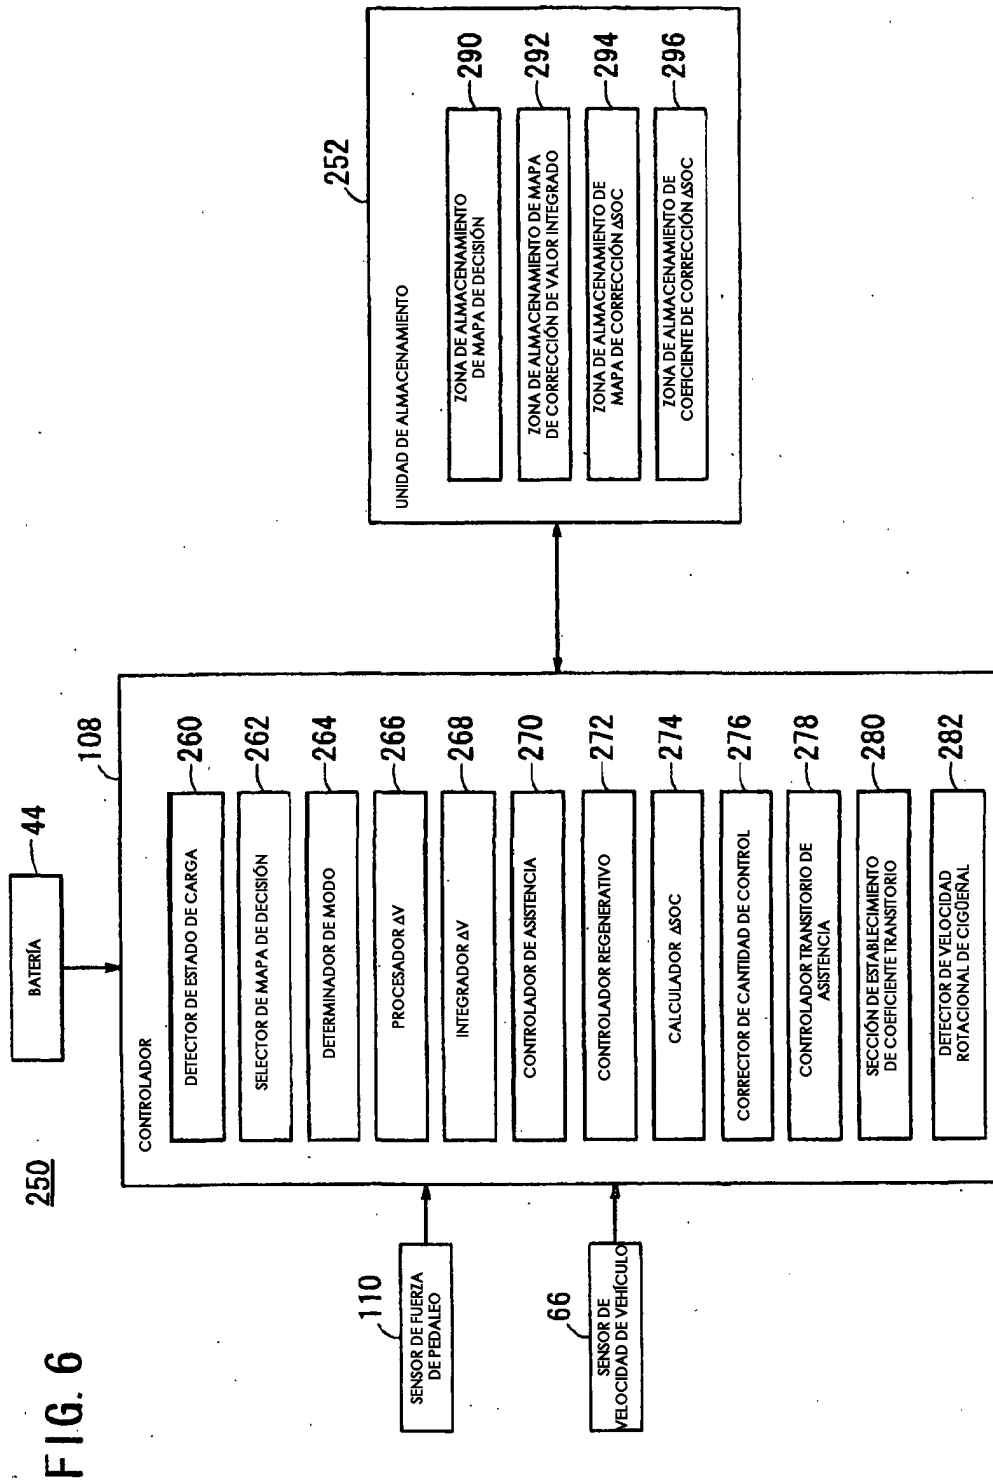 FIG. 6
250
BATERÍA
44
108
CONTROLADOR
DETECTOR DE ESTADO DE CARGA
260
SELECTOR DE MAPA DE DECISIÓN
262
DETERMINADOR DE MODO
264
PROCESADOR ΔV
266
INTEGRADOR ΔV
268
CONTROLADOR DE ASISTENCIA
270
CONTROLADOR REGENERATIVO
272
CALCULADOR ΔSOC
274
CORRECTOR DE CANTIDAD DE CONTROL
276
CONTROLADOR TRANSITORIO DE
ASISTENCIA
278
SECCIÓN DE ESTABLECIMIENTO
DE COEFICIENTE TRANSITORIO
280
DETECTOR DE VELOCIDAD
ROTACIONAL DE CIGÜEÑAL
282
110
SENSOR DE FUERZA
DE PEDALEO
66
SENSOR DE
VELOCIDAD DE VEHÍCULO
252
UNIDAD DE ALMACENAMIENTO
ZONA DE ALMACENAMIENTO
DE MAPA DE DECISIÓN
290
ZONA DE ALMACENAMIENTO DE MAPA
DE CORRECCIÓN DE VALOR INTEGRADO
292
ZONA DE ALMACENAMIENTO DE
MAPA DE CORRECCIÓN ΔSOC
294
ZONA DE ALMACENAMIENTO DE
COEFICIENTE DE CORRECCIÓN ΔSOC
296